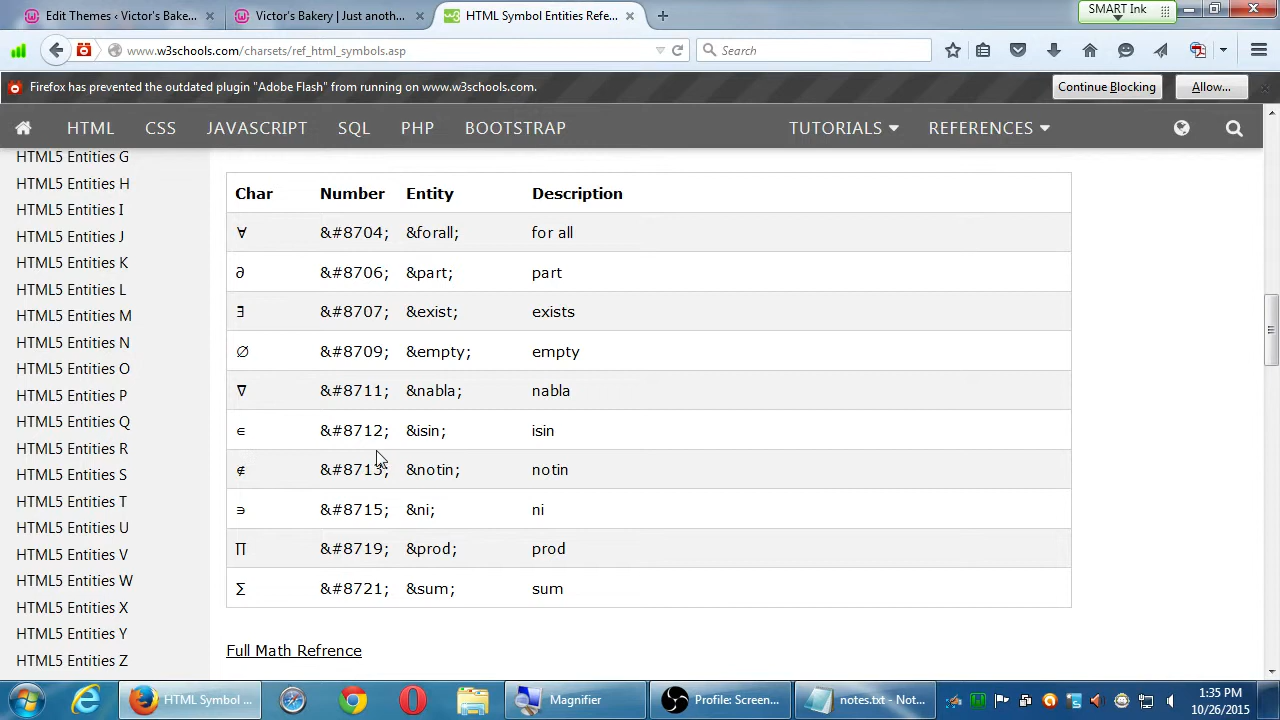 Edit Themes ‹ Victor's Baker...
Victor's Bakery | Just anoth...
HTML Symbol Entities Refe...
SMART Ink
www.w3schools.com/charsets/ref_html_symbols.asp
Search
Firefox has prevented the outdated plugin "Adobe Flash" from running on www.w3schools.com.
Continue Blocking
Allow...
HTML CSS JAVASCRIPT SQL PHP BOOTSTRAP TUTORIALS REFERENCES
HTML5 Entities G
HTML5 Entities H
HTML5 Entities I
HTML5 Entities J
HTML5 Entities K
HTML5 Entities L
HTML5 Entities M
HTML5 Entities N
HTML5 Entities O
HTML5 Entities P
HTML5 Entities Q
HTML5 Entities R
HTML5 Entities S
HTML5 Entities T
HTML5 Entities U
HTML5 Entities V
HTML5 Entities W
HTML5 Entities X
HTML5 Entities Y
HTML5 Entities Z
Char Number Entity Description
∀ &#8704; &forall; for all
∂ &#8706; &part; part
∃ &#8707; &exist; exists
∅ &#8709; &empty; empty
∇ &#8711; &nabla; nabla
∈ &#8712; &isin; isin
∉ &#8713; &notin; notin
∋ &#8715; &ni; ni
∏ &#8719; &prod; prod
∑ &#8721; &sum; sum
Full Math Refrence
HTML Symbol ...
Magnifier
Profile: Screen...
notes.txt - Not...
1:35 PM
10/26/2015